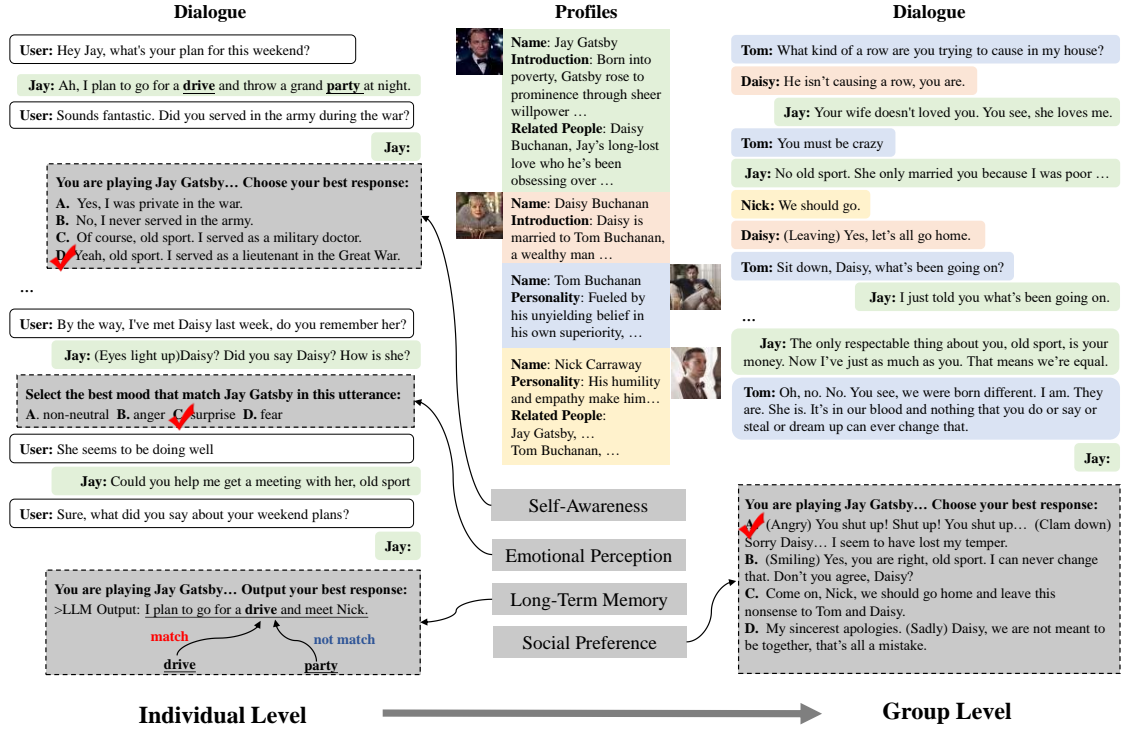 Dialogue
User: Hey Jay, what's your plan for this weekend?
Jay: Ah, I plan to go for a drive and throw a grand party at night.
User: Sounds fantastic. Did you served in the army during the war?
Jay:
You are playing Jay Gatsby… Choose your best response:
A. Yes, I was private in the war.
B. No, I never served in the army.
C. Of course, old sport. I served as a military doctor.
D. Yeah, old sport. I served as a lieutenant in the Great War.
…
User: By the way, I've met Daisy last week, do you remember her?
Jay: (Eyes light up)Daisy? Did you say Daisy? How is she?
Select the best mood that match Jay Gatsby in this utterance:
A. non-neutral B. anger C. surprise D. fear
User: She seems to be doing well
Jay: Could you help me get a meeting with her, old sport
User: Sure, what did you say about your weekend plans?
Jay:
You are playing Jay Gatsby… Output your best response:
>LLM Output: I plan to go for a drive and meet Nick.
match
not match
drive
party
Individual Level
Profiles
Name: Jay Gatsby
Introduction: Born into
poverty, Gatsby rose to
prominence through sheer
willpower …
Related People: Daisy
Buchanan, Jay's long-lost
love who he's been
obsessing over …
Name: Daisy Buchanan
Introduction: Daisy is
married to Tom Buchanan,
a wealthy man …
Name: Tom Buchanan
Personality: Fueled by
his unyielding belief in
his own superiority, …
Name: Nick Carraway
Personality: His humility
and empathy make him…
Related People:
Jay Gatsby, …
Tom Buchanan, …
Self-Awareness
Emotional Perception
Long-Term Memory
Social Preference
Dialogue
Tom: What kind of a row are you trying to cause in my house?
Daisy: He isn't causing a row, you are.
Jay: Your wife doesn't loved you. You see, she loves me.
Tom: You must be crazy
Jay: No old sport. She only married you because I was poor …
Nick: We should go.
Daisy: (Leaving) Yes, let's all go home.
Tom: Sit down, Daisy, what's been going on?
Jay: I just told you what's been going on.
…
Jay: The only respectable thing about you, old sport, is your
money. Now I've just as much as you. That means we're equal.
Tom: Oh, no. No. You see, we were born different. I am. They
are. She is. It's in our blood and nothing that you do or say or
steal or dream up can ever change that.
Jay:
You are playing Jay Gatsby… Choose your best response:
A. (Angry) You shut up! Shut up! You shut up… (Clam down)
Sorry Daisy… I seem to have lost my temper.
B. (Smiling) Yes, you are right, old sport. I can never change
that. Don't you agree, Daisy?
C. Come on, Nick, we should go home and leave this
nonsense to Tom and Daisy.
D. My sincerest apologies. (Sadly) Daisy, we are not meant to
be together, that's all a mistake.
Group Level